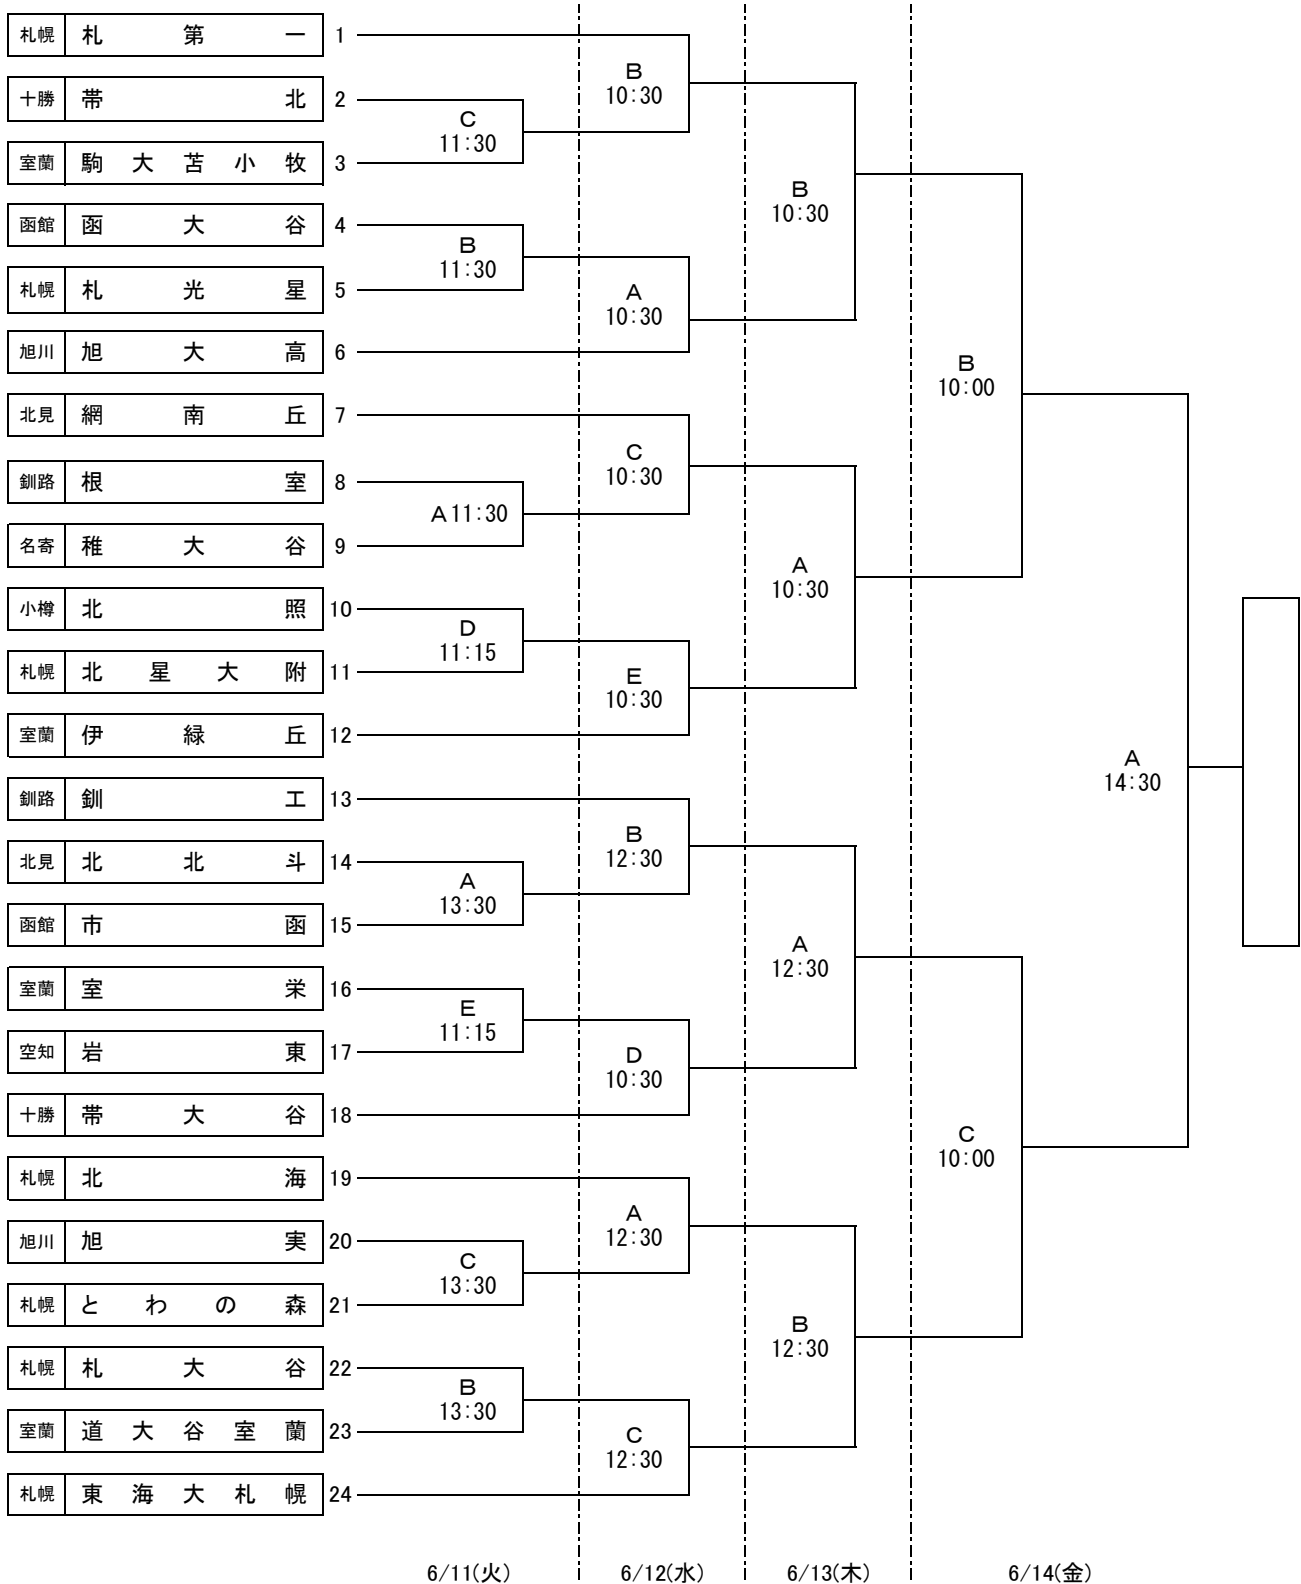 札幌 札第一 1
十勝 帯北 2
室蘭 駒大苫小牧 3
函館 函大谷 4
札幌 札光星 5
旭川 旭大高 6
北見 網南丘 7
釧路 根室 8
名寄 稚大谷 9
小樽 北照 10
札幌 北星大附 11
室蘭 伊緑丘 12
釧路 釧工 13
北見 北北斗 14
函館 市函 15
室蘭 室栄 16
空知 岩東 17
十勝 帯大谷 18
札幌 北海 19
旭川 旭実 20
札幌 とわの森 21
札幌 札大谷 22
室蘭 道大谷室蘭 23
札幌 東海大札幌 24
C
11:30
B
11:30
A11:30
D
11:15
A
13:30
E
11:15
C
13:30
B
13:30
B
10:30
A
10:30
C
10:30
E
10:30
B
12:30
D
10:30
A
12:30
C
12:30
B
10:30
A
10:30
A
12:30
B
12:30
B
10:00
C
10:00
A
14:30
6/11(火) 6/12(水) 6/13(木) 6/14(金)